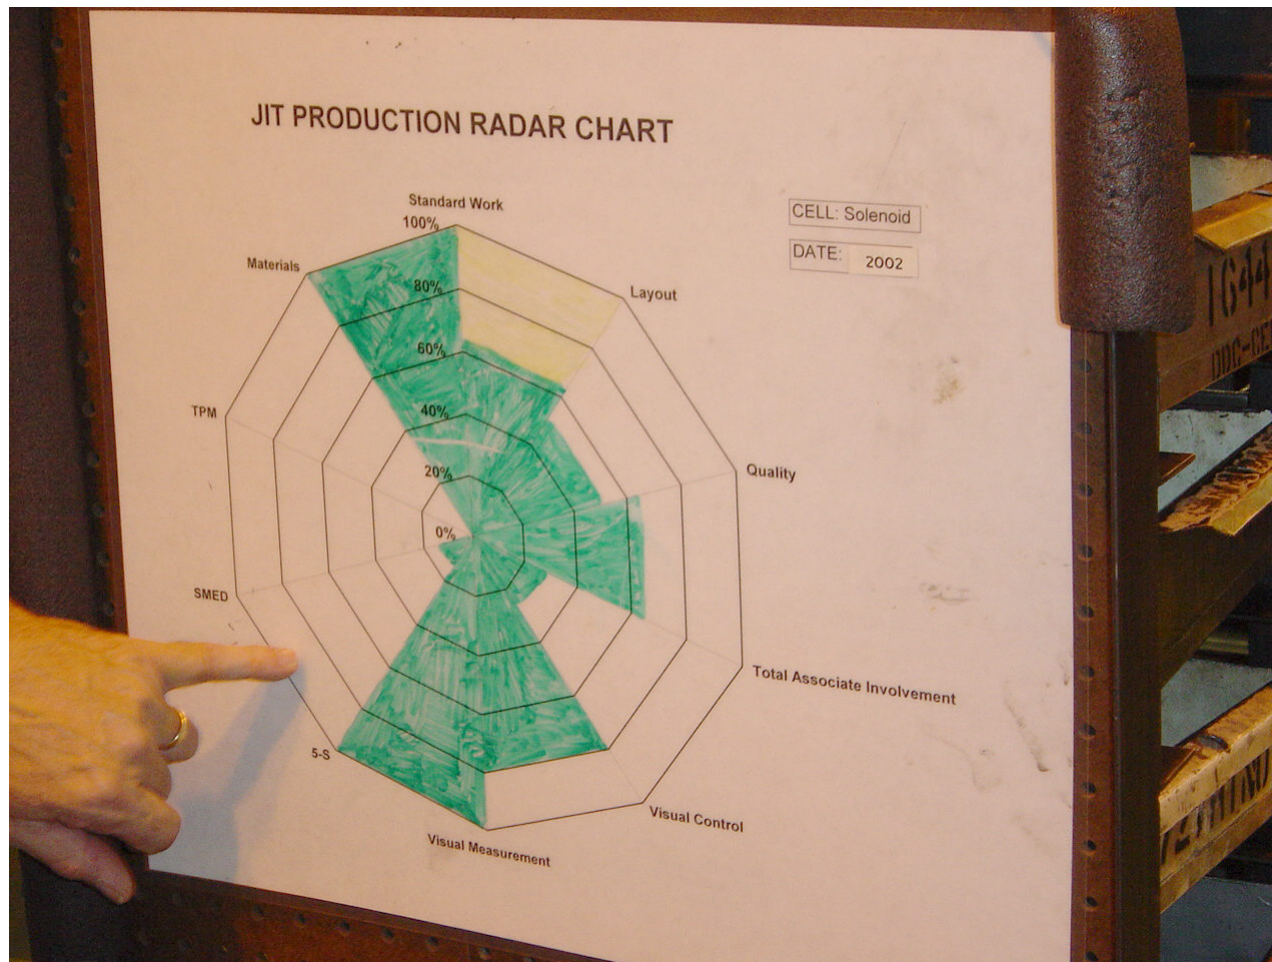 JIT PRODUCTION RADAR CHART
Standard Work
100%
CELL: Solenoid
DATE: 2002
Materials
80%
Layout
60%
TPM
40%
Quality
20%
0%
SMED
Total Associate Involvement
5-S
Visual Control
Visual Measurement
1644